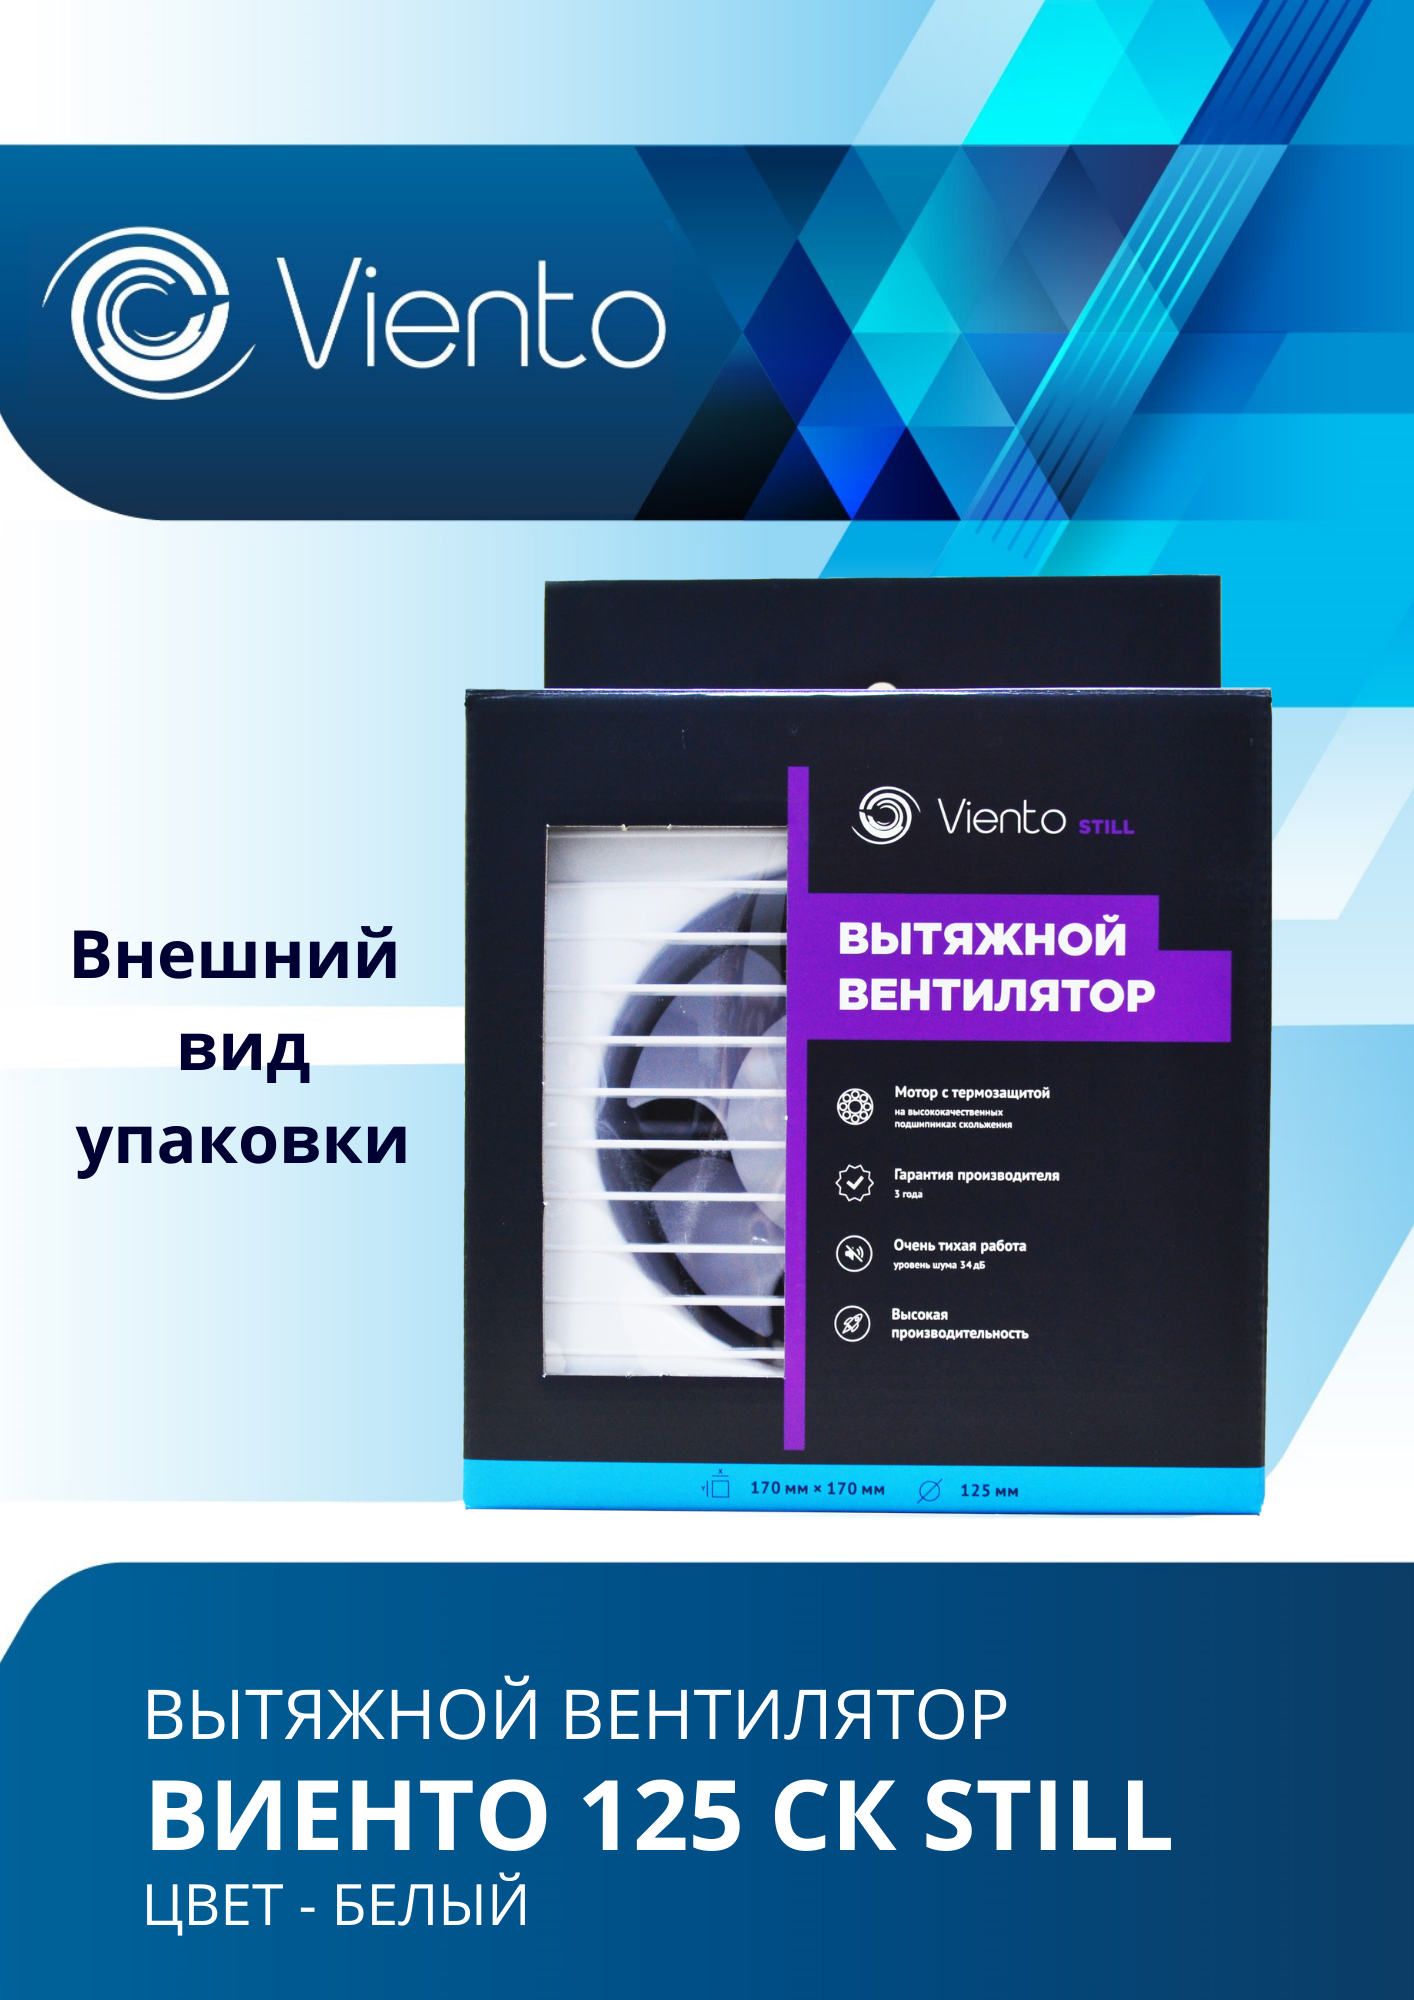 Viento
Внешний
вид
упаковки
Viento STILL
ВЫТЯЖНОЙ
ВЕНТИЛЯТОР
Мотор с термозащитой
на высококачественных
подшипниках скольжения
Гарантия производителя
3 года
Очень тихая работа
уровень шума 34 дБ
Высокая
производительность
X
Y
170 мм × 170 мм
125 мм
ВЫТЯЖНОЙ ВЕНТИЛЯТОР
ВИЕНТО 125 СК STILL
ЦВЕТ - БЕЛЫЙ